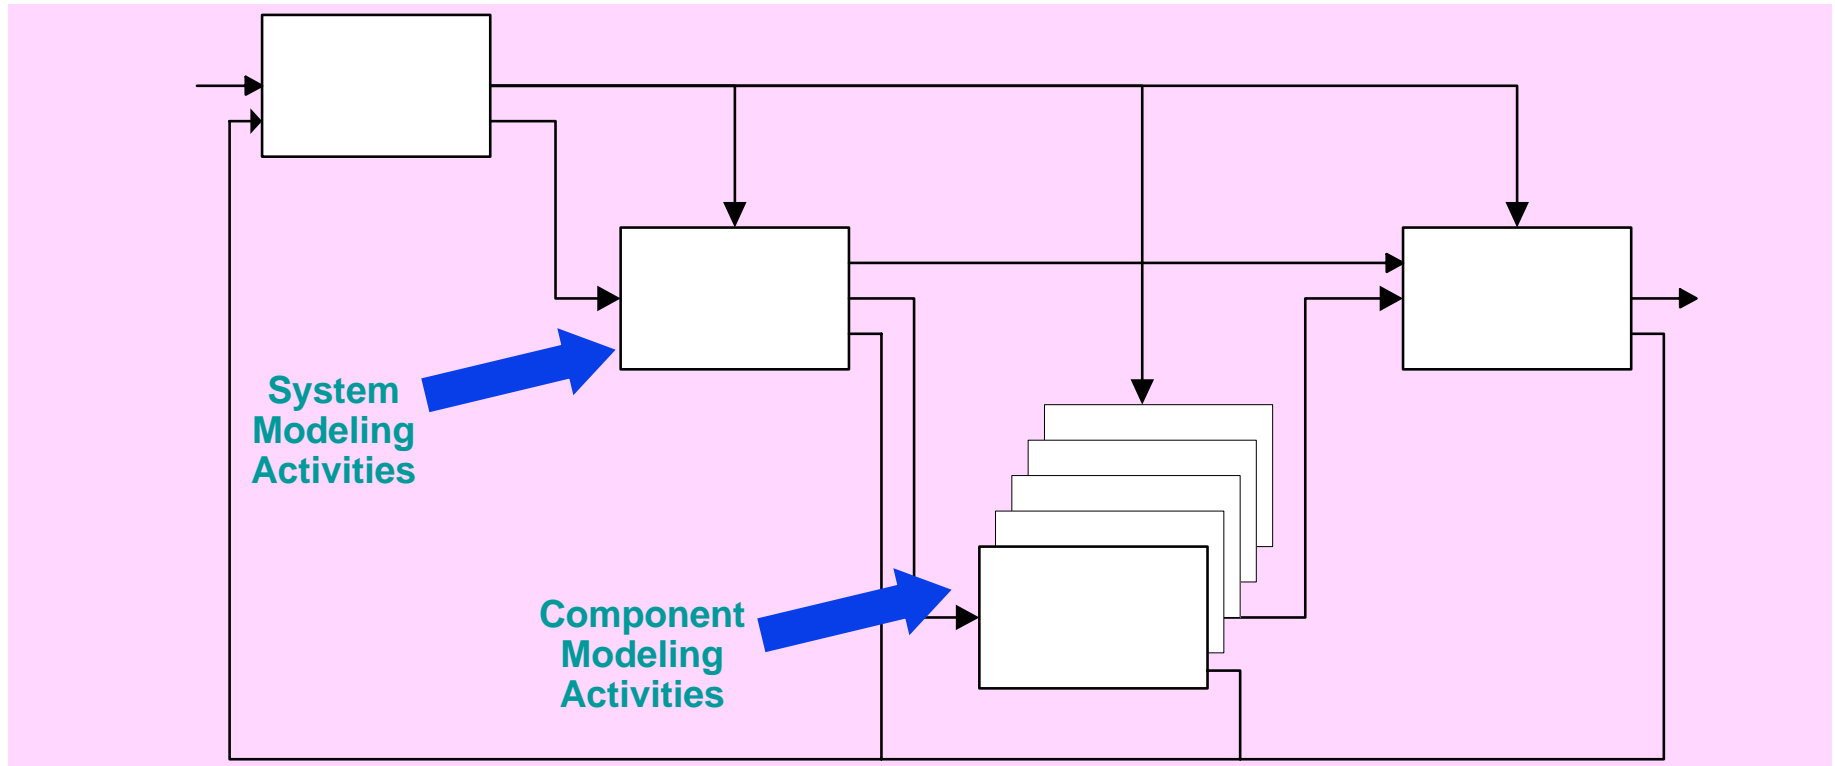 System
Modeling
Activities
Component
Modeling
Activities